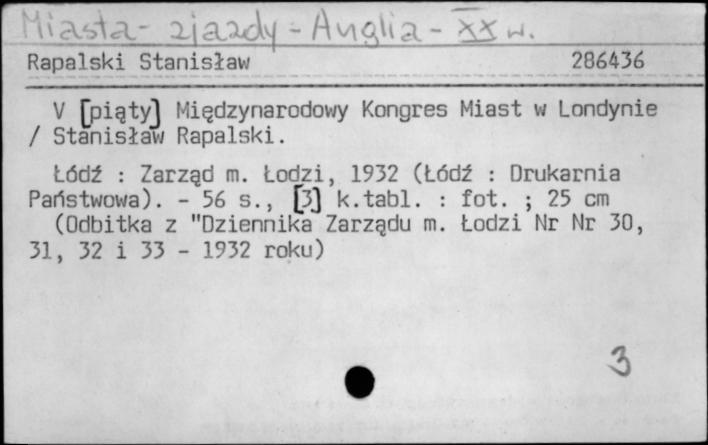 Miasta - zjazdy - Anglia - XX w.
Rapalski Stanisław 286436
V [piąty] Międzynarodowy Kongres Miast w Londynie
/ Stanisław Rapalski.
Łódź : Zarząd m. Łodzi, 1932 (Łódź : Drukarnia
Państwowa). - 56 s., [3] k.tabl. : fot. ; 25 cm
(Odbitka z "Dziennika Zarządu m. Łodzi Nr Nr 30,
31, 32 i 33 - 1932 roku)
3